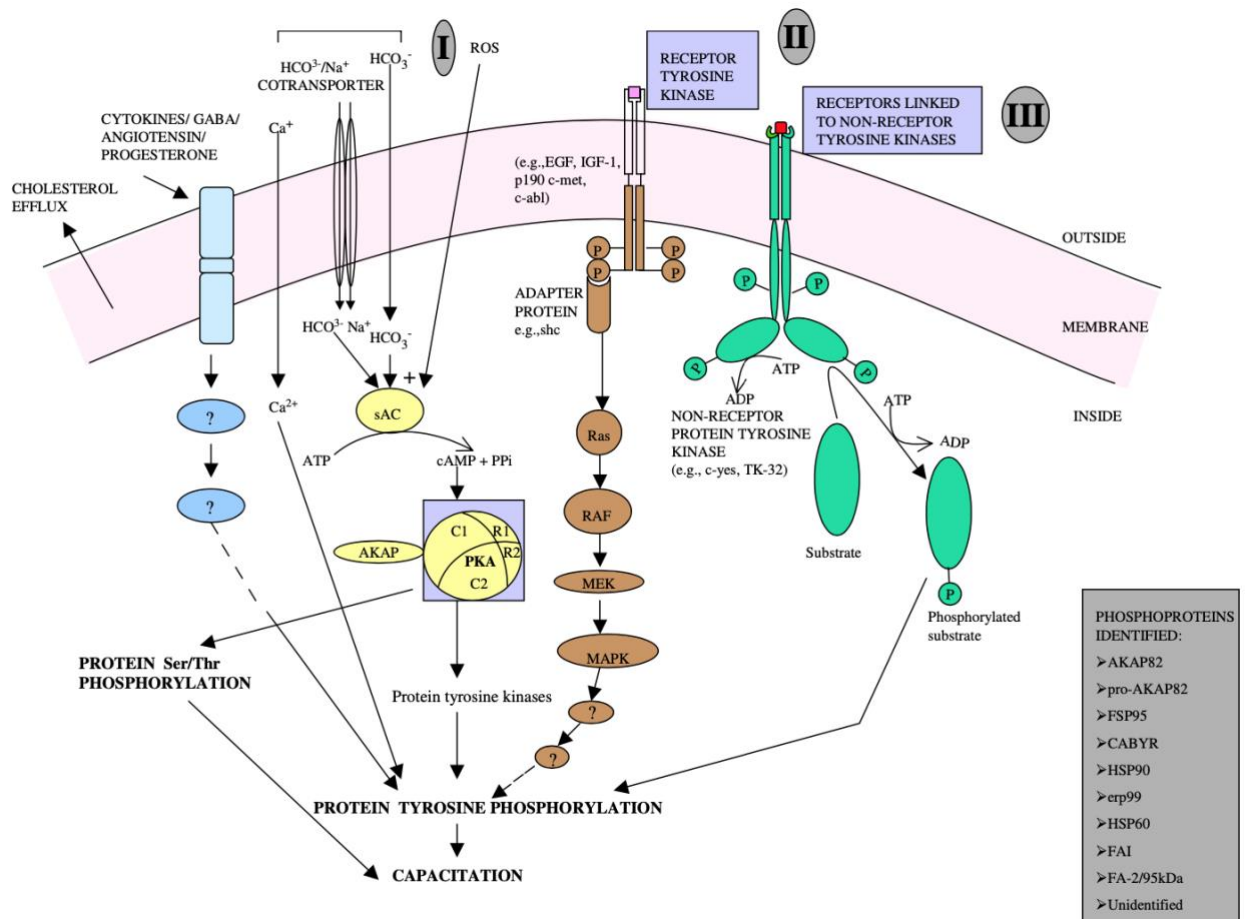 I
ROS
II
III
HCO₃⁻
HCO³⁻/Na⁺
COTRANSPORTER
RECEPTOR
TYROSINE
KINASE
RECEPTORS LINKED
TO NON-RECEPTOR
TYROSINE KINASES
CYTOKINES/ GABA/
ANGIOTENSIN/
PROGESTERONE
Ca⁺
CHOLESTEROL
EFFLUX
(e.g.,EGF, IGF-1,
p190 c-met,
c-abl)
OUTSIDE
MEMBRANE
INSIDE
P
P
P
P
P
P
P
P
ADAPTER
PROTEIN
e.g.,shc
HCO³⁻ Na⁺
HCO₃⁻
+
sAC
Ca²⁺
?
?
ATP
cAMP + PPi
ATP
ADP
NON-RECEPTOR
PROTEIN TYROSINE
KINASE
(e.g., c-yes, TK-32)
ATP
ADP
Ras
RAF
MEK
MAPK
?
?
AKAP
C1
R1
R2
PKA
C2
Substrate
P
Phosphorylated
substrate
PROTEIN Ser/Thr
PHOSPHORYLATION
Protein tyrosine kinases
PROTEIN TYROSINE PHOSPHORYLATION
CAPACITATION
PHOSPHOPROTEINS
IDENTIFIED:
➢AKAP82
➢pro-AKAP82
➢FSP95
➢CABYR
➢HSP90
➢erp99
➢HSP60
➢FAI
➢FA-2/95kDa
➢Unidentified